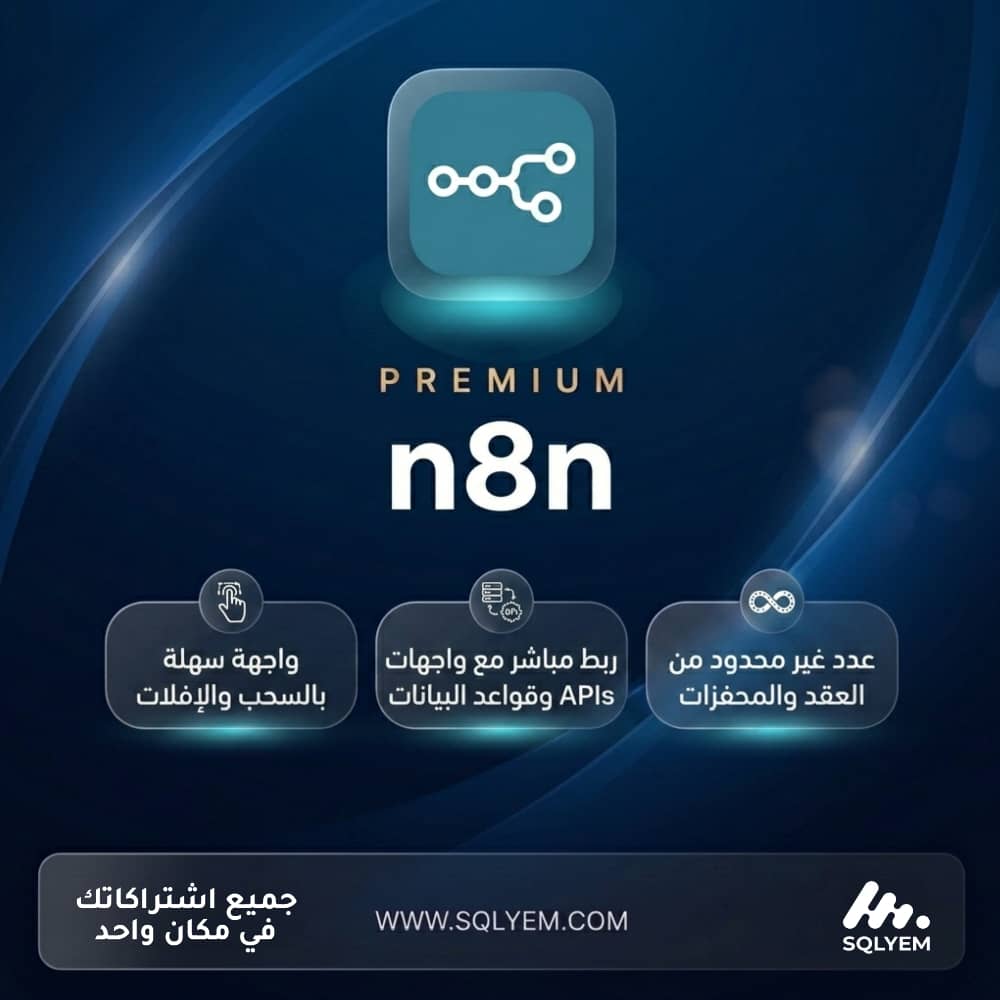 PREMIUM
n8n
عدد غير محدود من
العقد والمحفزات
ربط مباشر مع واجهات
APIs وقواعد البيانات
واجهة سهلة
بالسحب والإفلات
جميع اشتراكاتك
في مكان واحد
WWW.SQLYEM.COM
SQLYEM